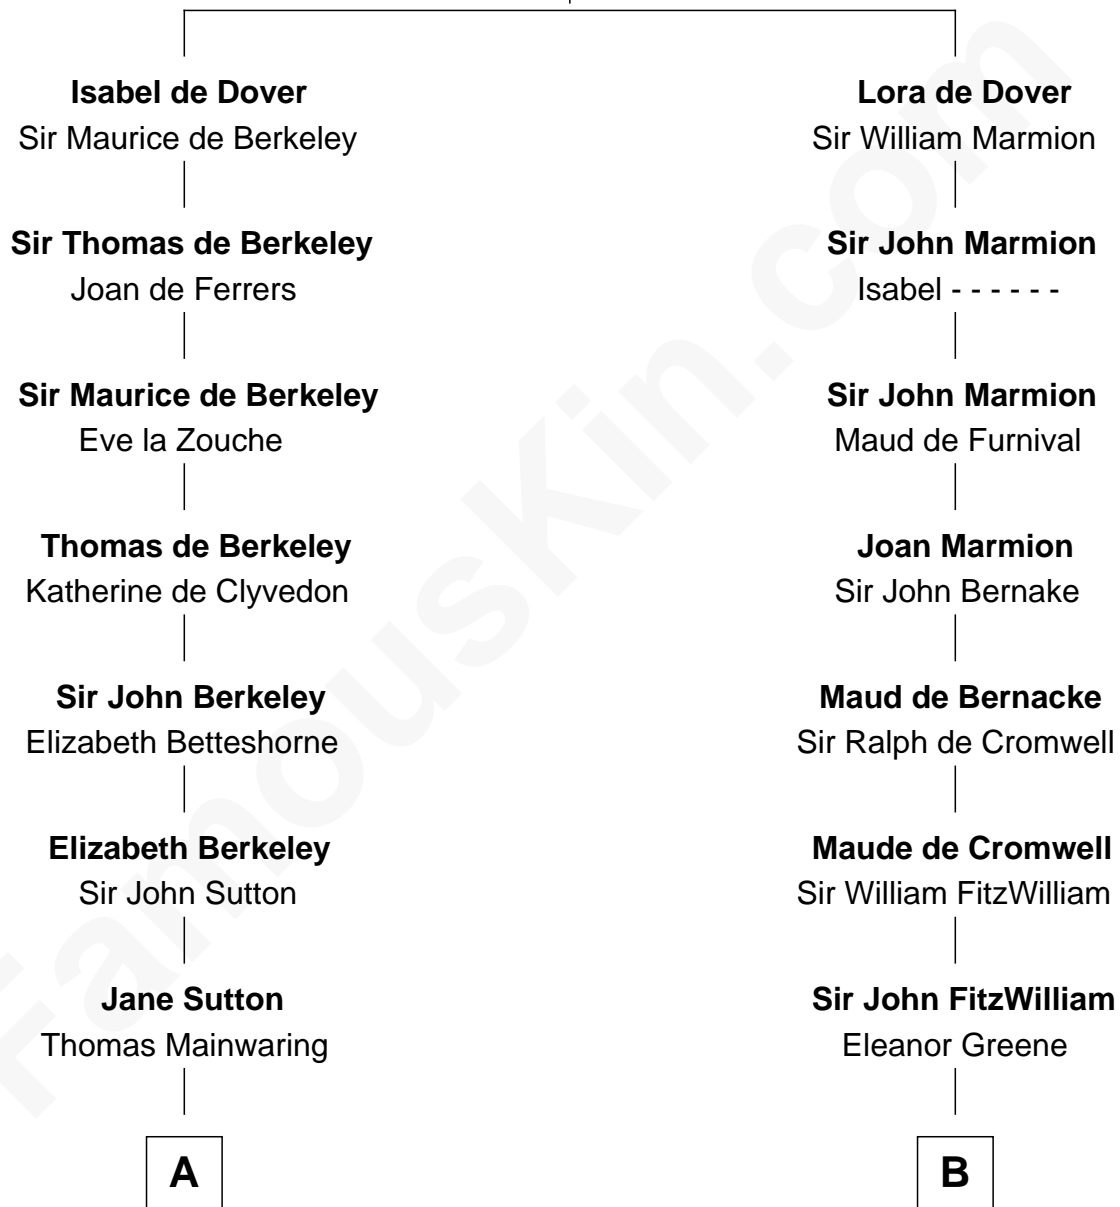 Isabel de Dover
Sir Maurice de Berkeley
Sir Thomas de Berkeley
Joan de Ferrers
Sir Maurice de Berkeley
Eve la Zouche
Thomas de Berkeley
Katherine de Clyvedon
Sir John Berkeley
Elizabeth Betteshorne
Elizabeth Berkeley
Sir John Sutton
Jane Sutton
Thomas Mainwaring
A
Lora de Dover
Sir William Marmion
Sir John Marmion
Isabel - - - - - -
Sir John Marmion
Maud de Furnival
Joan Marmion
Sir John Bernake
Maud de Bernacke
Sir Ralph de Cromwell
Maude de Cromwell
Sir William FitzWilliam
Sir John FitzWilliam
Eleanor Greene
B
FamousKin.com